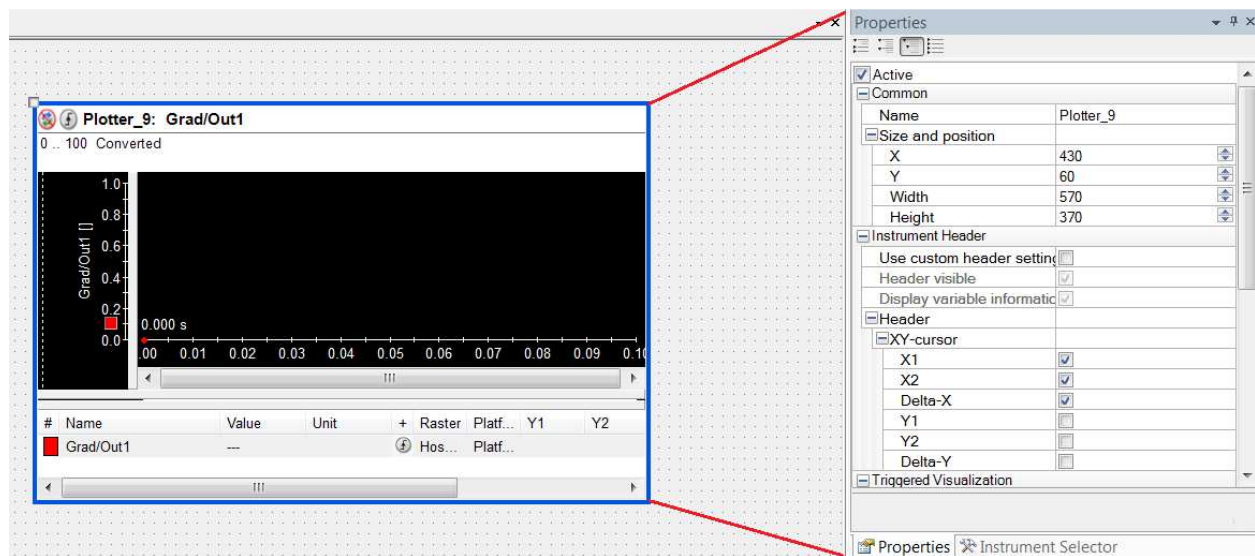 Plotter_9: Grad/Out1
0 .. 100 Converted
Grad/Out1 []
1.0
0.8
0.6
0.4
0.2
0.0
0.000 s
.00 0.01 0.02 0.03 0.04 0.05 0.06 0.07 0.08 0.09 0.10
# Name Value Unit + Raster Platf... Y1 Y2
Grad/Out1 --- Hos... Platf...
Properties
Active
Common
Name Plotter_9
Size and position
X 430
Y 60
Width 570
Height 370
Instrument Header
Use custom header setting
Header visible
Display variable informatic
Header
XY-cursor
X1
X2
Delta-X
Y1
Y2
Delta-Y
Triggered Visualization
Properties Instrument Selector